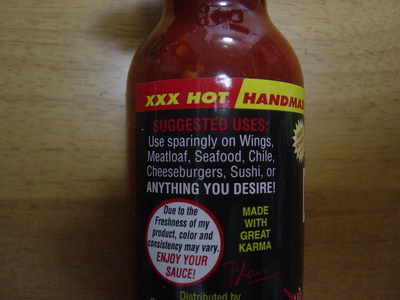 XXX HOT HANDMAD
SUGGESTED USES:
Use sparingly on Wings,
Meatloaf, Seafood, Chile,
Cheeseburgers, Sushi, or
ANYTHING YOU DESIRE!
Due to the
Freshness of my
product, color and
consistency may vary.
ENJOY YOUR
SAUCE!
MADE
WITH
GREAT
KARMA
Distributed by